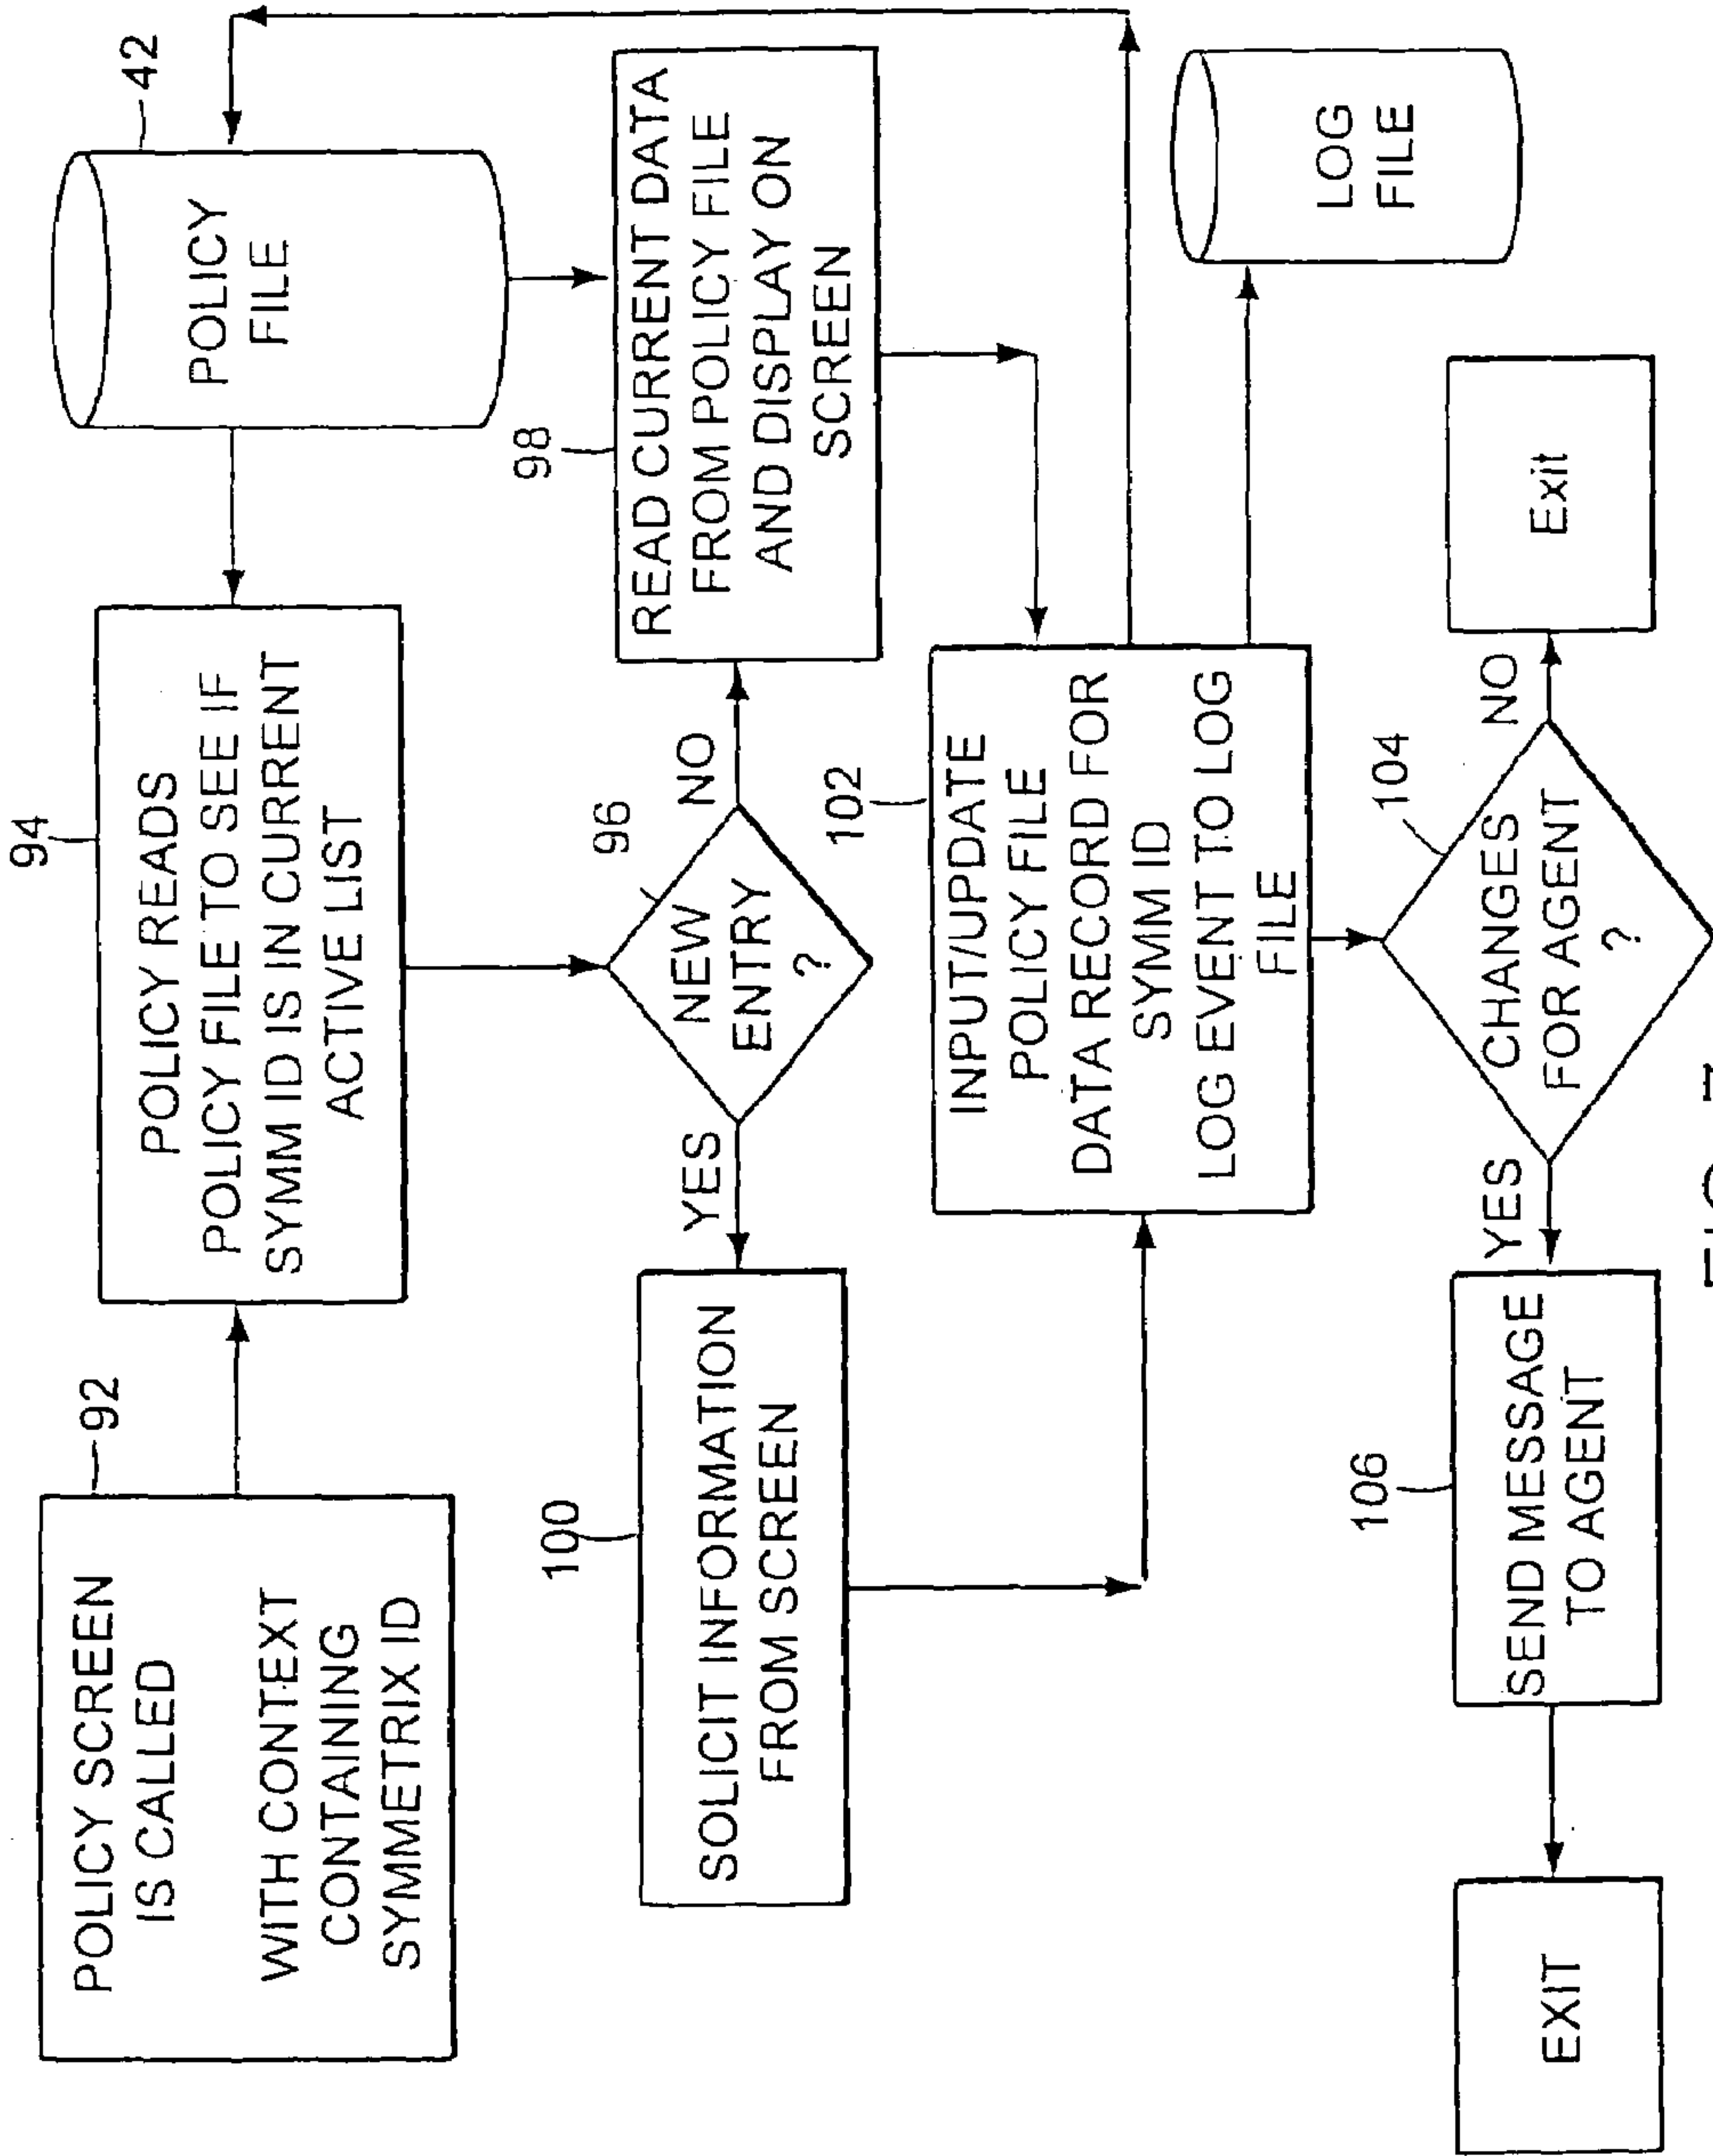 POLICY SCREEN
IS CALLED
WITH CONTEXT
CONTAINING
SYMMETRIX ID
92
94
POLICY READS
POLICY FILE TO SEE IF
SYMM ID IS IN CURRENT
ACTIVE LIST
POLICY
FILE
42
100
SOLICIT INFORMATION
FROM SCREEN
YES
NEW
ENTRY
?
96
NO
98
READ CURRENT DATA
FROM POLICY FILE
AND DISPLAY ON
SCREEN
102
INPUT/UPDATE
POLICY FILE
DATA RECORD FOR
SYMM ID
LOG EVENT TO LOG
FILE
LOG
FILE
EXIT
106
SEND MESSAGE
TO AGENT
YES
CHANGES
FOR AGENT
?
104
NO
Exit